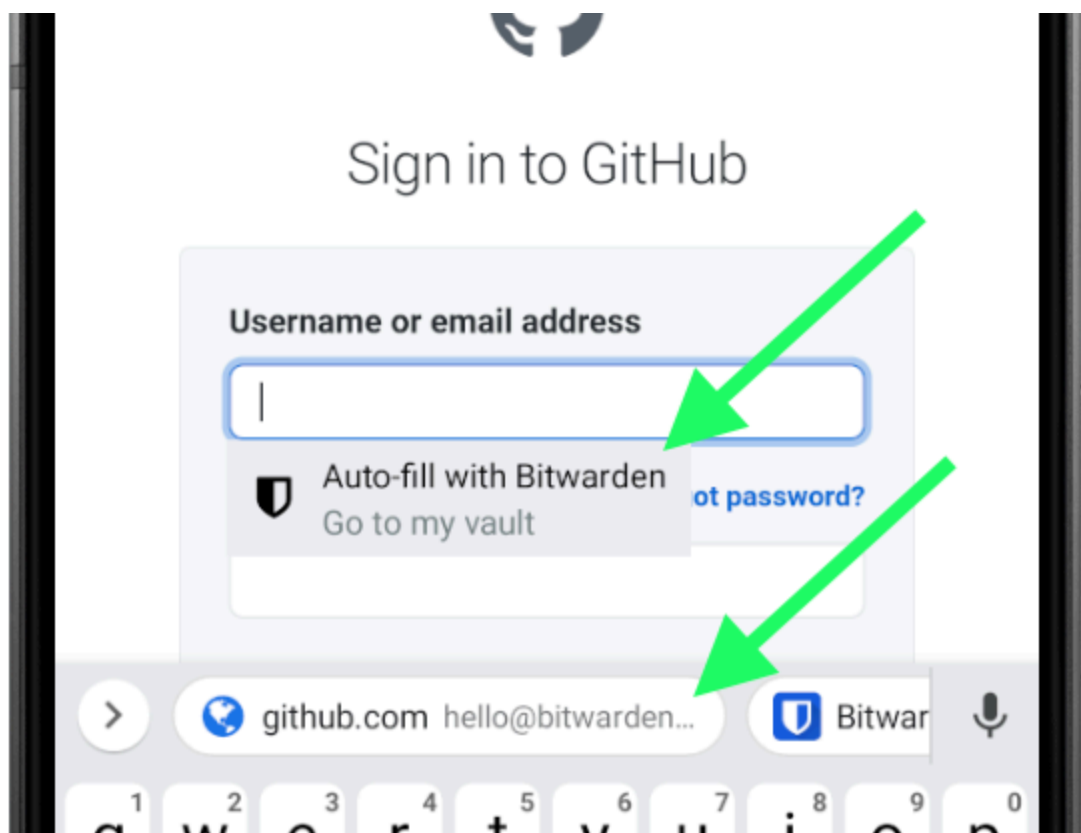 Sign in to GitHub
Username or email address
Auto-fill with Bitwarden
Go to my vault
ot password?
github.com hello@bitwarden... Bitwar
1 2 3 4 5 6 7 8 9 0
q w e r t y u i o p